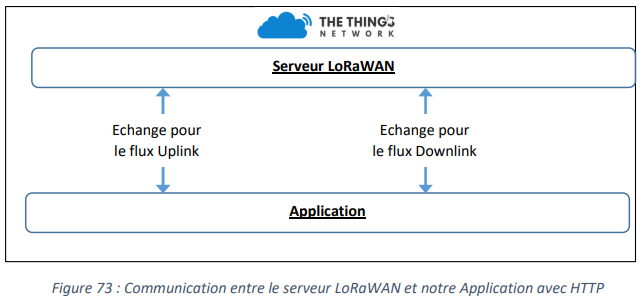 THE THINGS
NETWORK
Serveur LoRaWAN
Echange pour
le flux Uplink
Echange pour
le flux Downlink
Application
Figure 73 : Communication entre le serveur LoRaWAN et notre Application avec HTTP